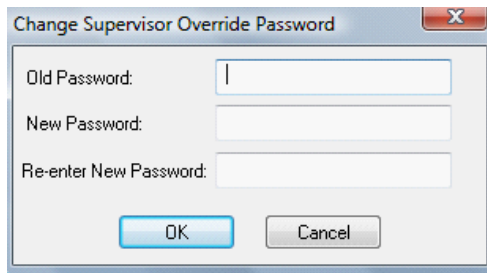 Change Supervisor Override Password
Old Password:
New Password:
Re-enter New Password:
OK Cancel